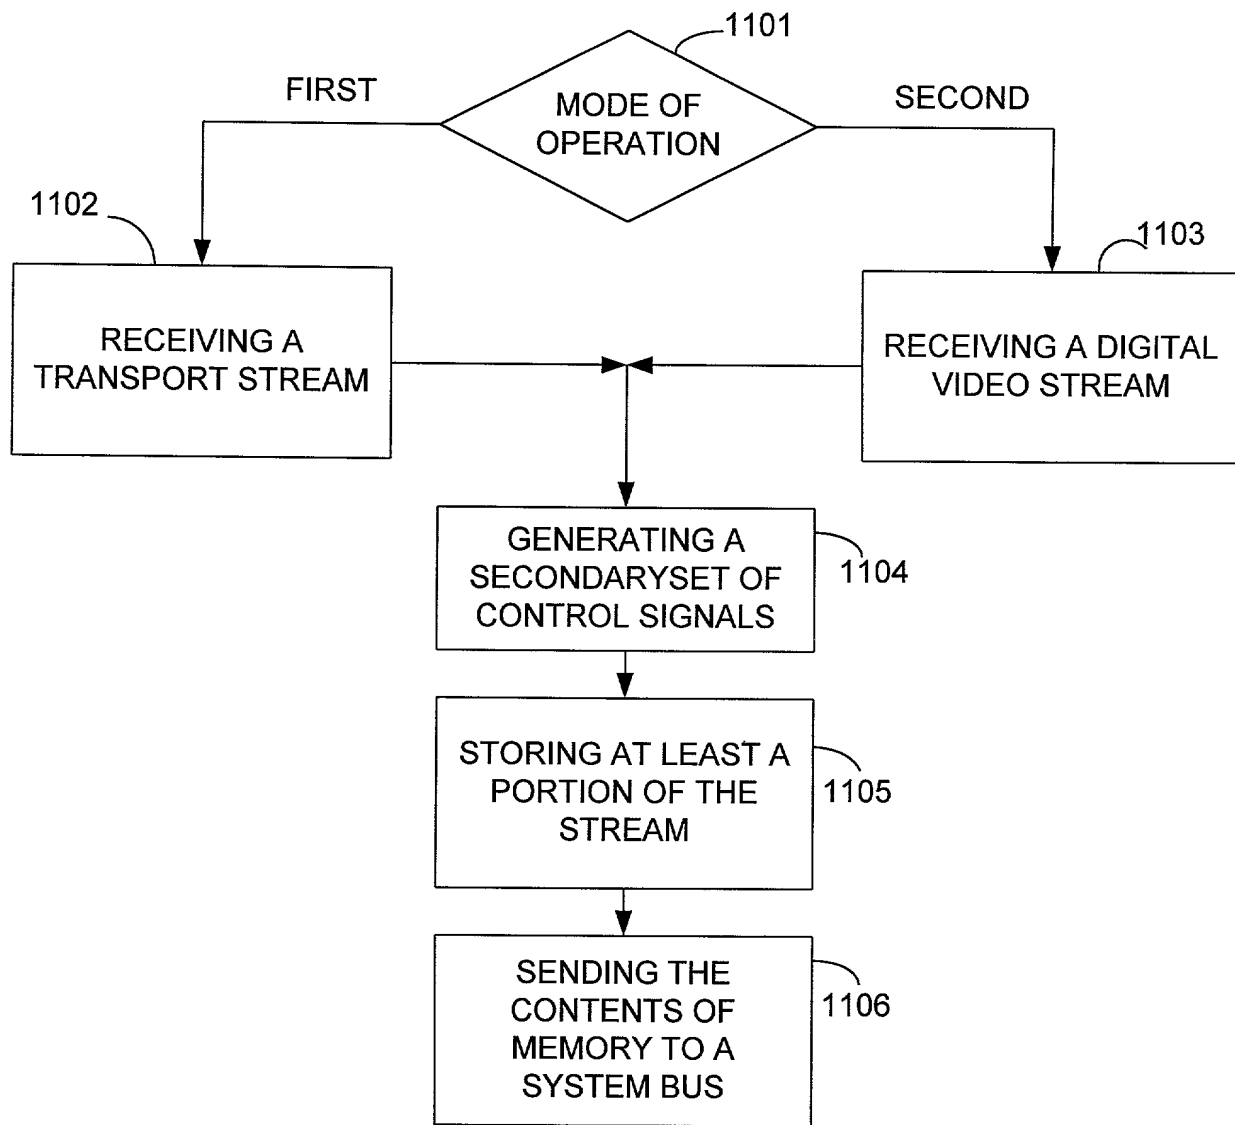 1101
FIRST
SECOND
MODE OF
OPERATION
1102
1103
RECEIVING A
TRANSPORT STREAM
RECEIVING A DIGITAL
VIDEO STREAM
GENERATING A
SECONDARYSET OF
CONTROL SIGNALS
1104
STORING AT LEAST A
PORTION OF THE
STREAM
1105
SENDING THE
CONTENTS OF
MEMORY TO A
SYSTEM BUS
1106